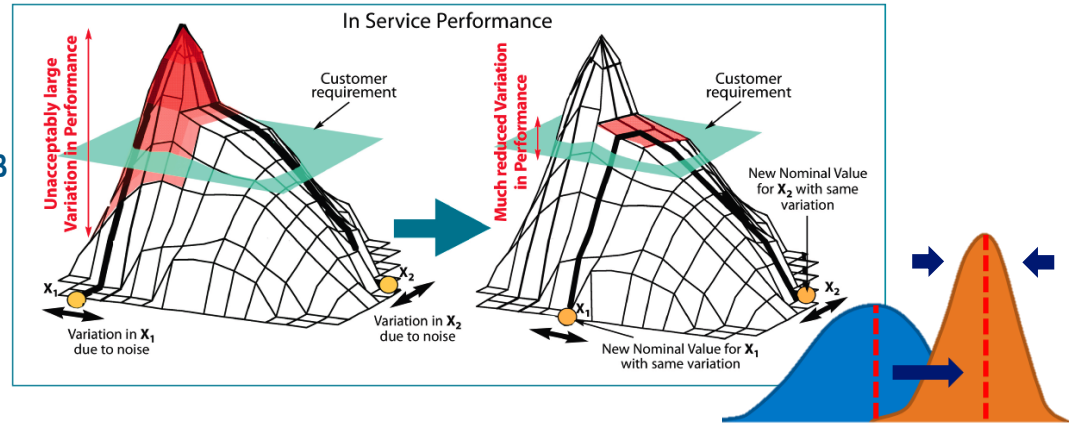 In Service Performance
Unacceptably large
Variation in Performance
Customer
requirement
X1
X2
Variation in X1
due to noise
Variation in X2
due to noise
Much reduced Variation
in Performance
Customer
requirement
New Nominal Value
for X2 with same
variation
X1
X2
New Nominal Value for X1
with same variation